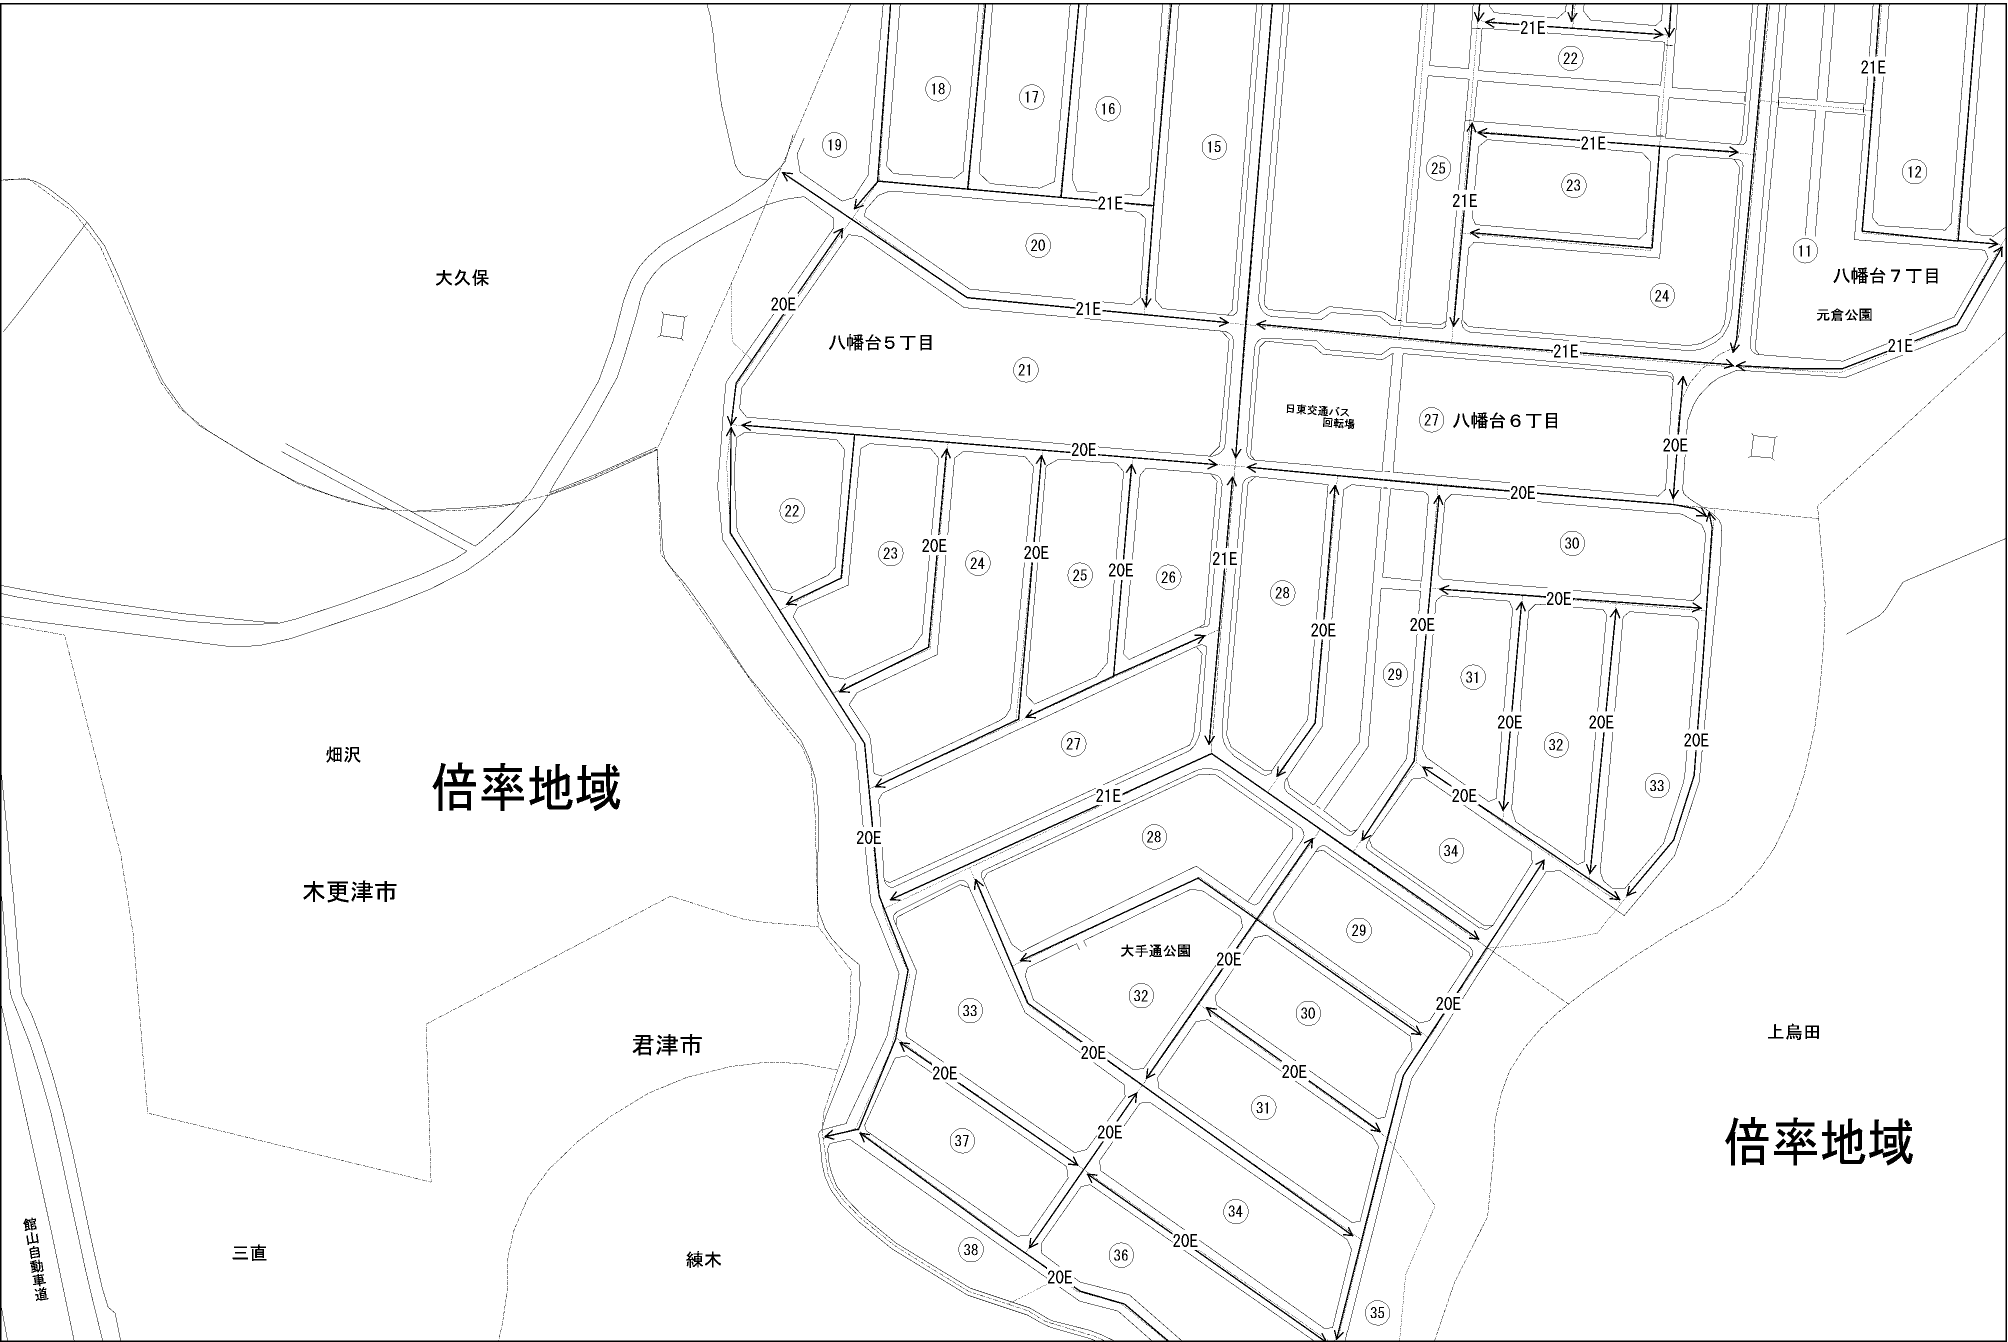 21E
22
21E
18
17
16
19
15
21E
25
23
12
21E
21E
20
11
八幡台７丁目
大久保
24
20E
21E
元倉公園
八幡台５丁目
21E
21E
21
日東交通バス
回転場
27
八幡台６丁目
20E
20E
20E
22
23
20E
24
20E
25
20E
26
21E
28
30
20E
20E
20E
29
31
20E
32
20E
20E
33
27
畑沢
倍率地域
21E
20E
28
20E
34
木更津市
29
大手通公園
20E
32
33
30
20E
君津市
20E
20E
20E
31
上烏田
37
20E
倍率地域
34
20E
館山自動車道
三直
練木
38
20E
36
35